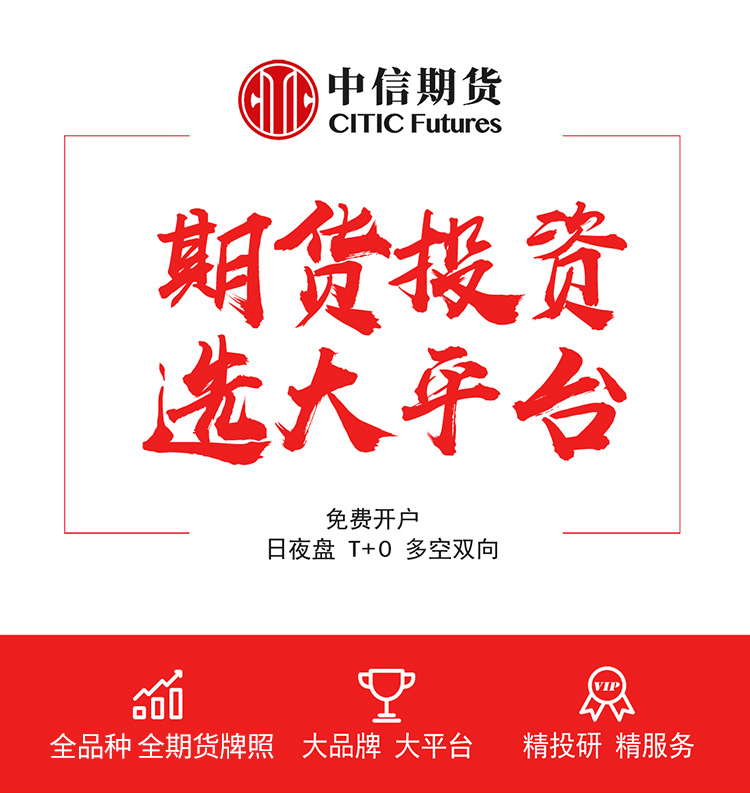 中信期货
CITIC Futures
期货投资
选大平台
免费开户
日夜盘 T+0 多空双向
VIP
全品种 全期货牌照
大品牌 大平台
精投研 精服务